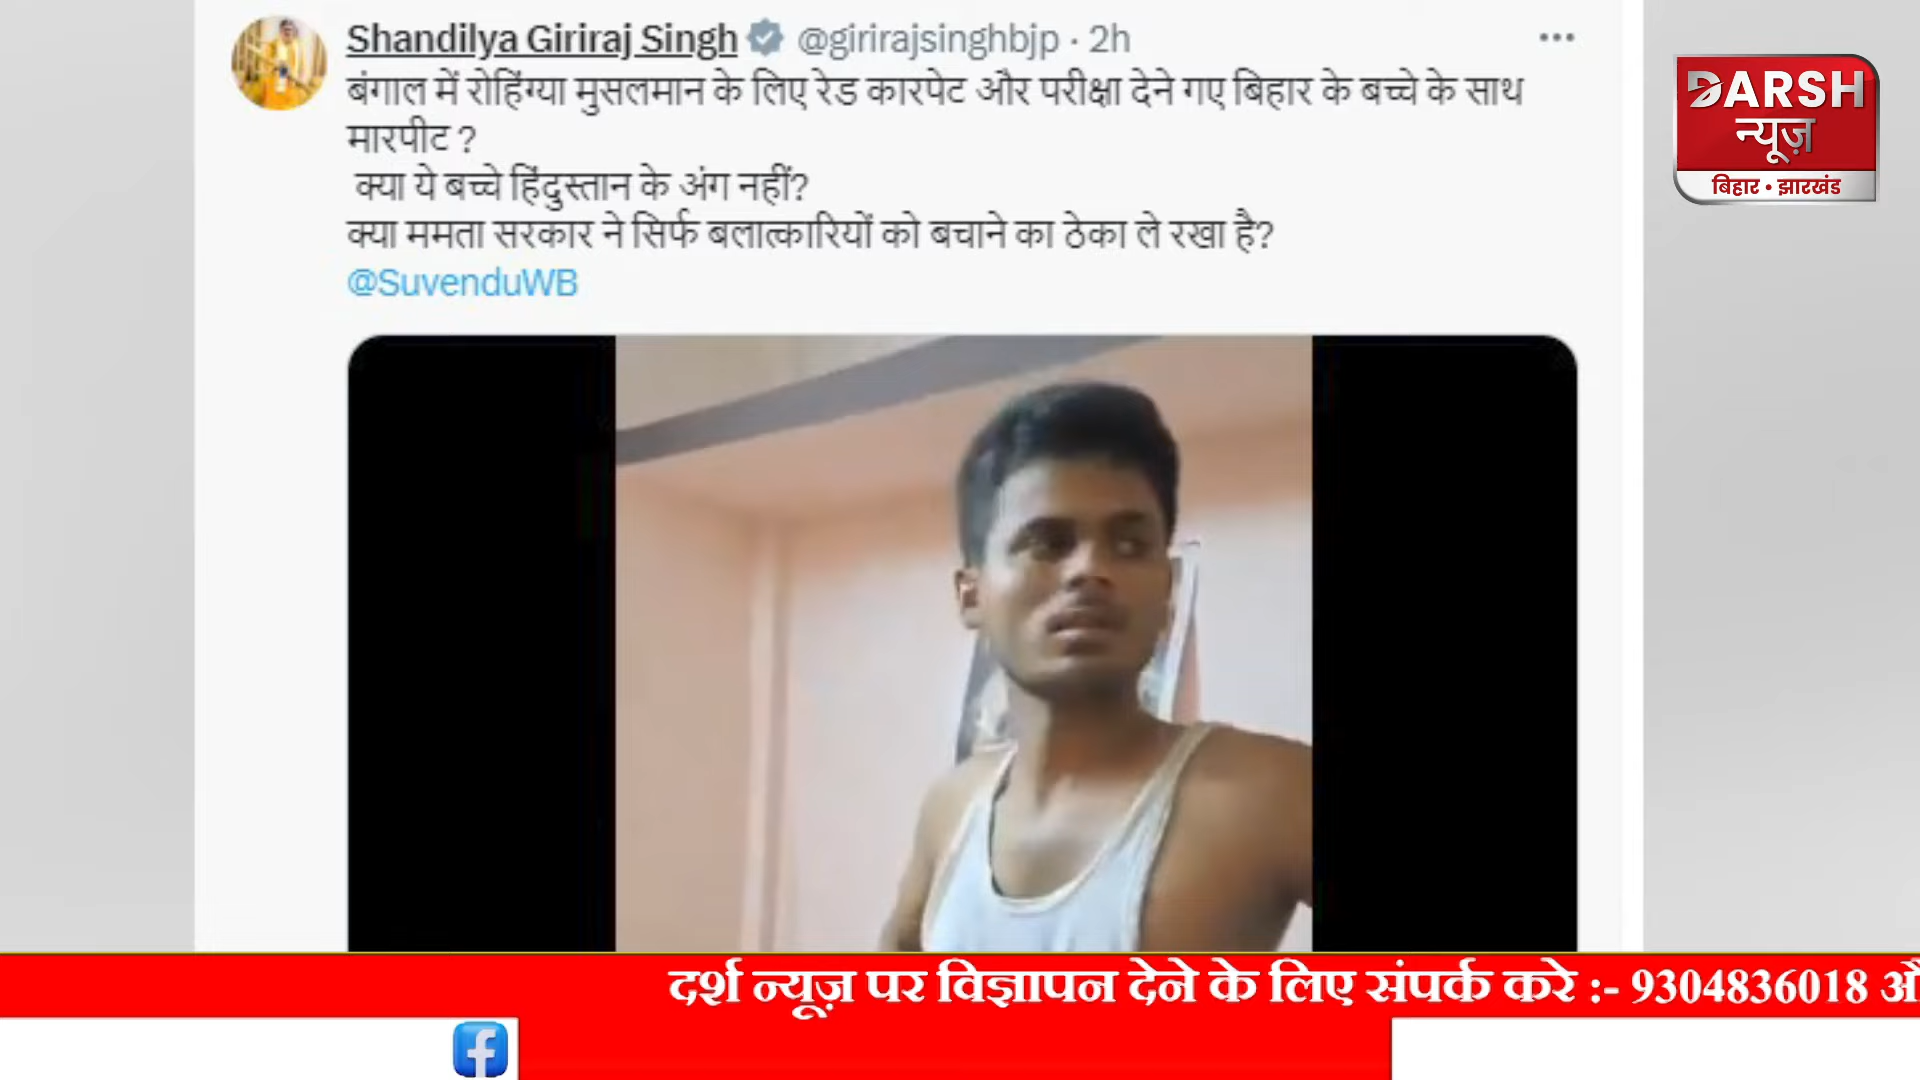 Shandilya Giriraj Singh @girirajsinghbjp · 2h
बंगाल में रोहिंग्या मुसलमान के लिए रेड कारपेट और परीक्षा देने गए बिहार के बच्चे के साथ
मारपीट ?
क्या ये बच्चे हिंदुस्तान के अंग नहीं?
क्या ममता सरकार ने सिर्फ बलात्कारियों को बचाने का ठेका ले रखा है?
@SuvenduWB
DARSH
न्यूज़
बिहार • झारखंड
दर्श न्यूज़ पर विज्ञापन देने के लिए संपर्क करे :- 9304836018